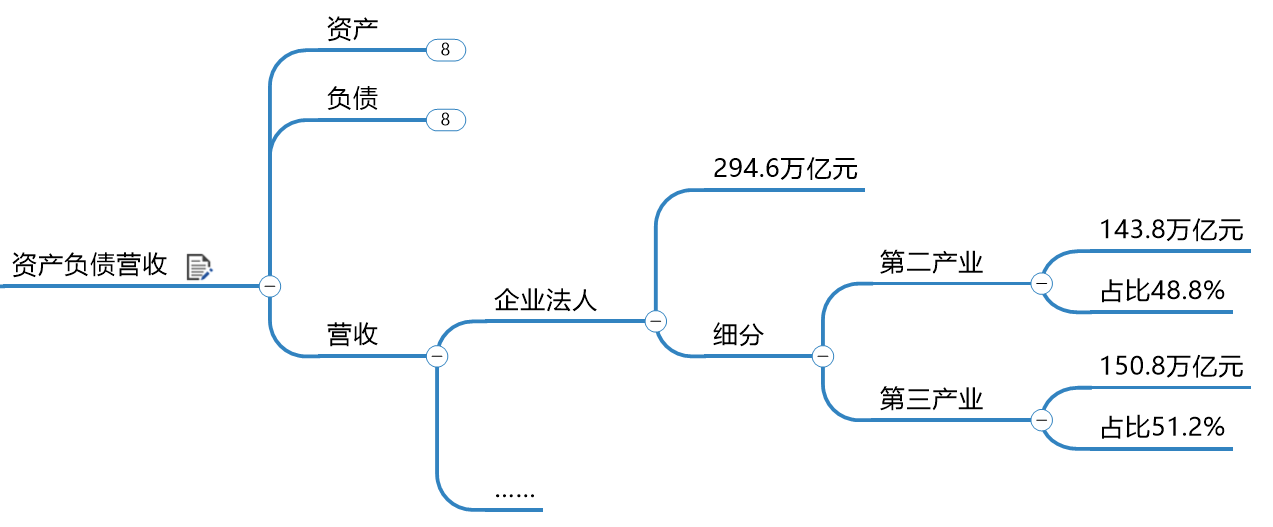 资产
8
负债
8
294.6万亿元
143.8万亿元
第二产业
资产负债营收
占比48.8%
企业法人
营收
细分
150.8万亿元
第三产业
占比51.2%
……